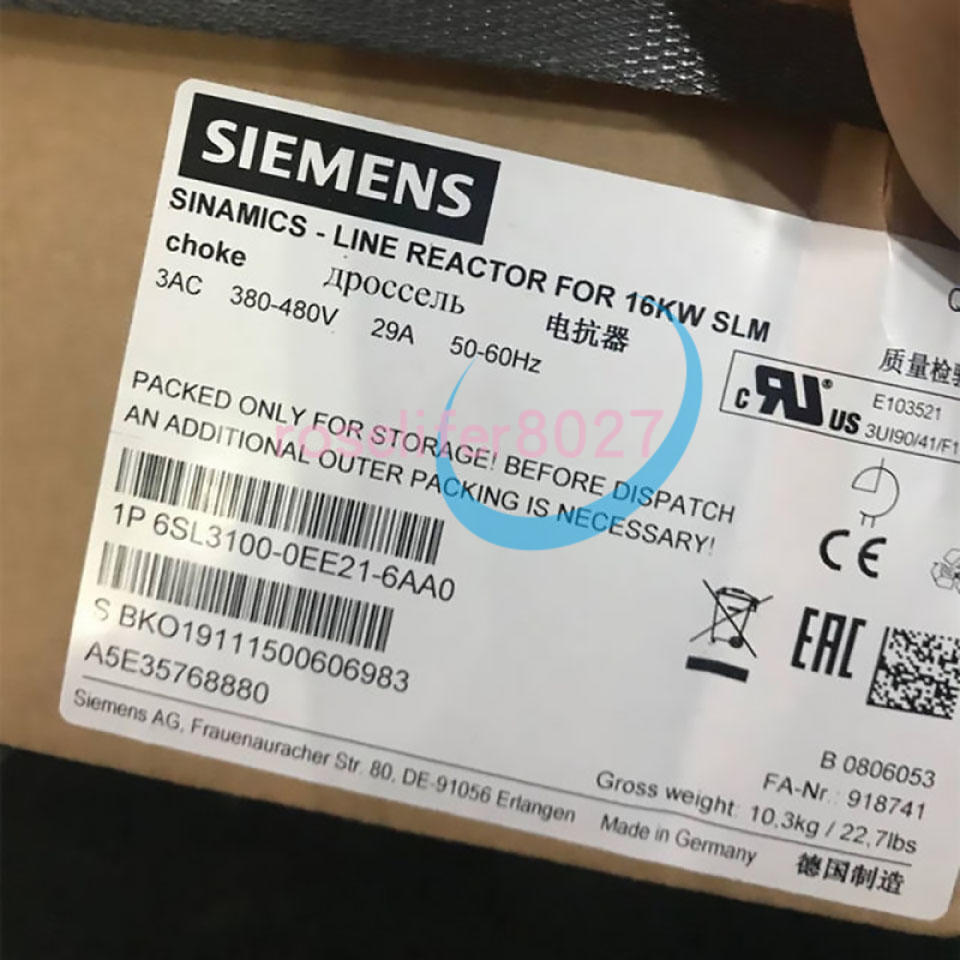 SIEMENS
SINAMICS - LINE REACTOR FOR 16KW SLM
choke дроссель 电抗器
3AC 380-480V 29A 50-60Hz
质量检验
c RU ® US E103521
3UI90/41/F1
PACKED ONLY FOR STORAGE! BEFORE DISPATCH
AN ADDITIONAL OUTER PACKING IS NECESSARY!
roselifer8027
1P 6SL3100-0EE21-6AA0
CE
S BKO19111500606983
EAC
A5E35768880
B 0806053
FA-Nr.: 918741
Gross weight: 10,3kg / 22,7lbs
Siemens AG, Frauenauracher Str. 80, DE-91056 Erlangen Made in Germany 德国制造